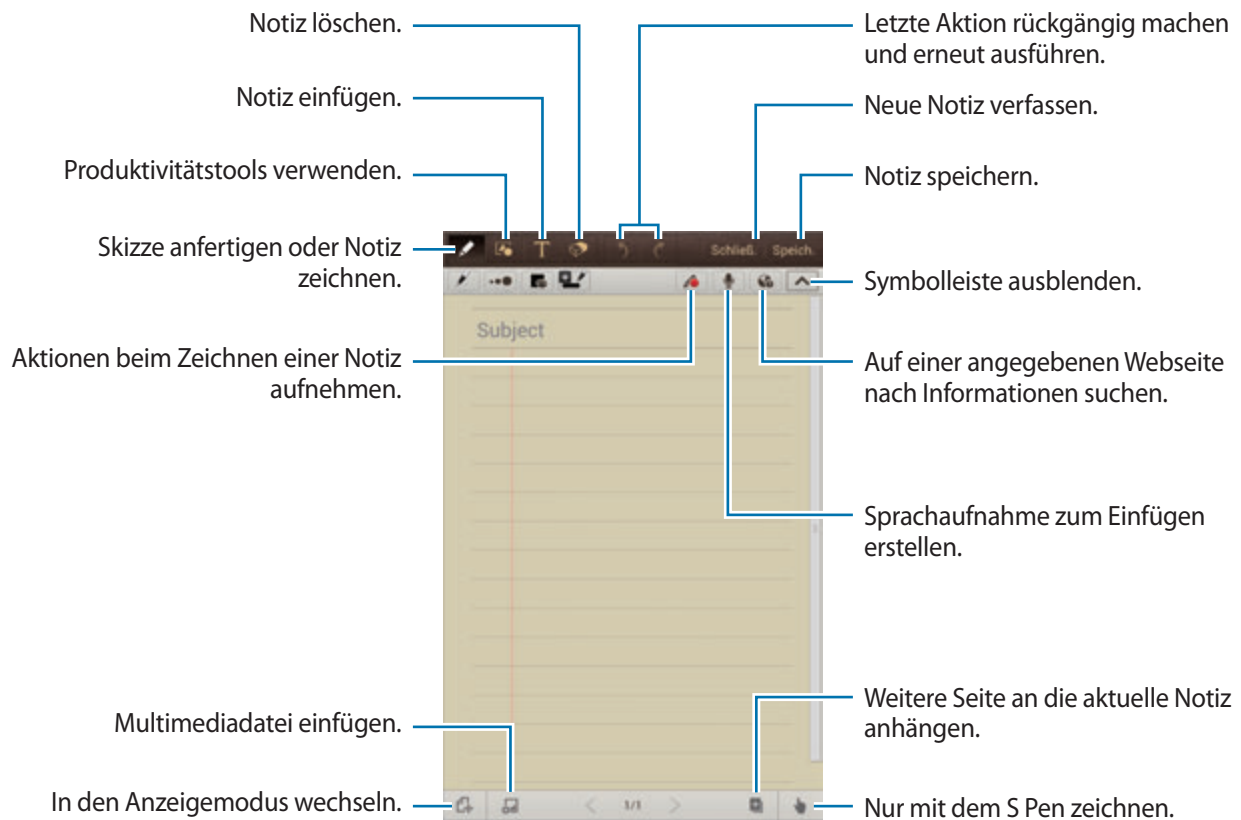 Notiz löschen.
Letzte Aktion rückgängig machen
und erneut ausführen.
Notiz einfügen.
Neue Notiz verfassen.
Produktivitätstools verwenden.
Notiz speichern.
Skizze anfertigen oder Notiz
zeichnen.
T
Schließ.
Speich.
Symbolleiste ausblenden.
Subject
Aktionen beim Zeichnen einer Notiz
aufnehmen.
Auf einer angegebenen Webseite
nach Informationen suchen.
Sprachaufnahme zum Einfügen
erstellen.
Weitere Seite an die aktuelle Notiz
anhängen.
Multimediadatei einfügen.
In den Anzeigemodus wechseln.
1/1
Nur mit dem S Pen zeichnen.